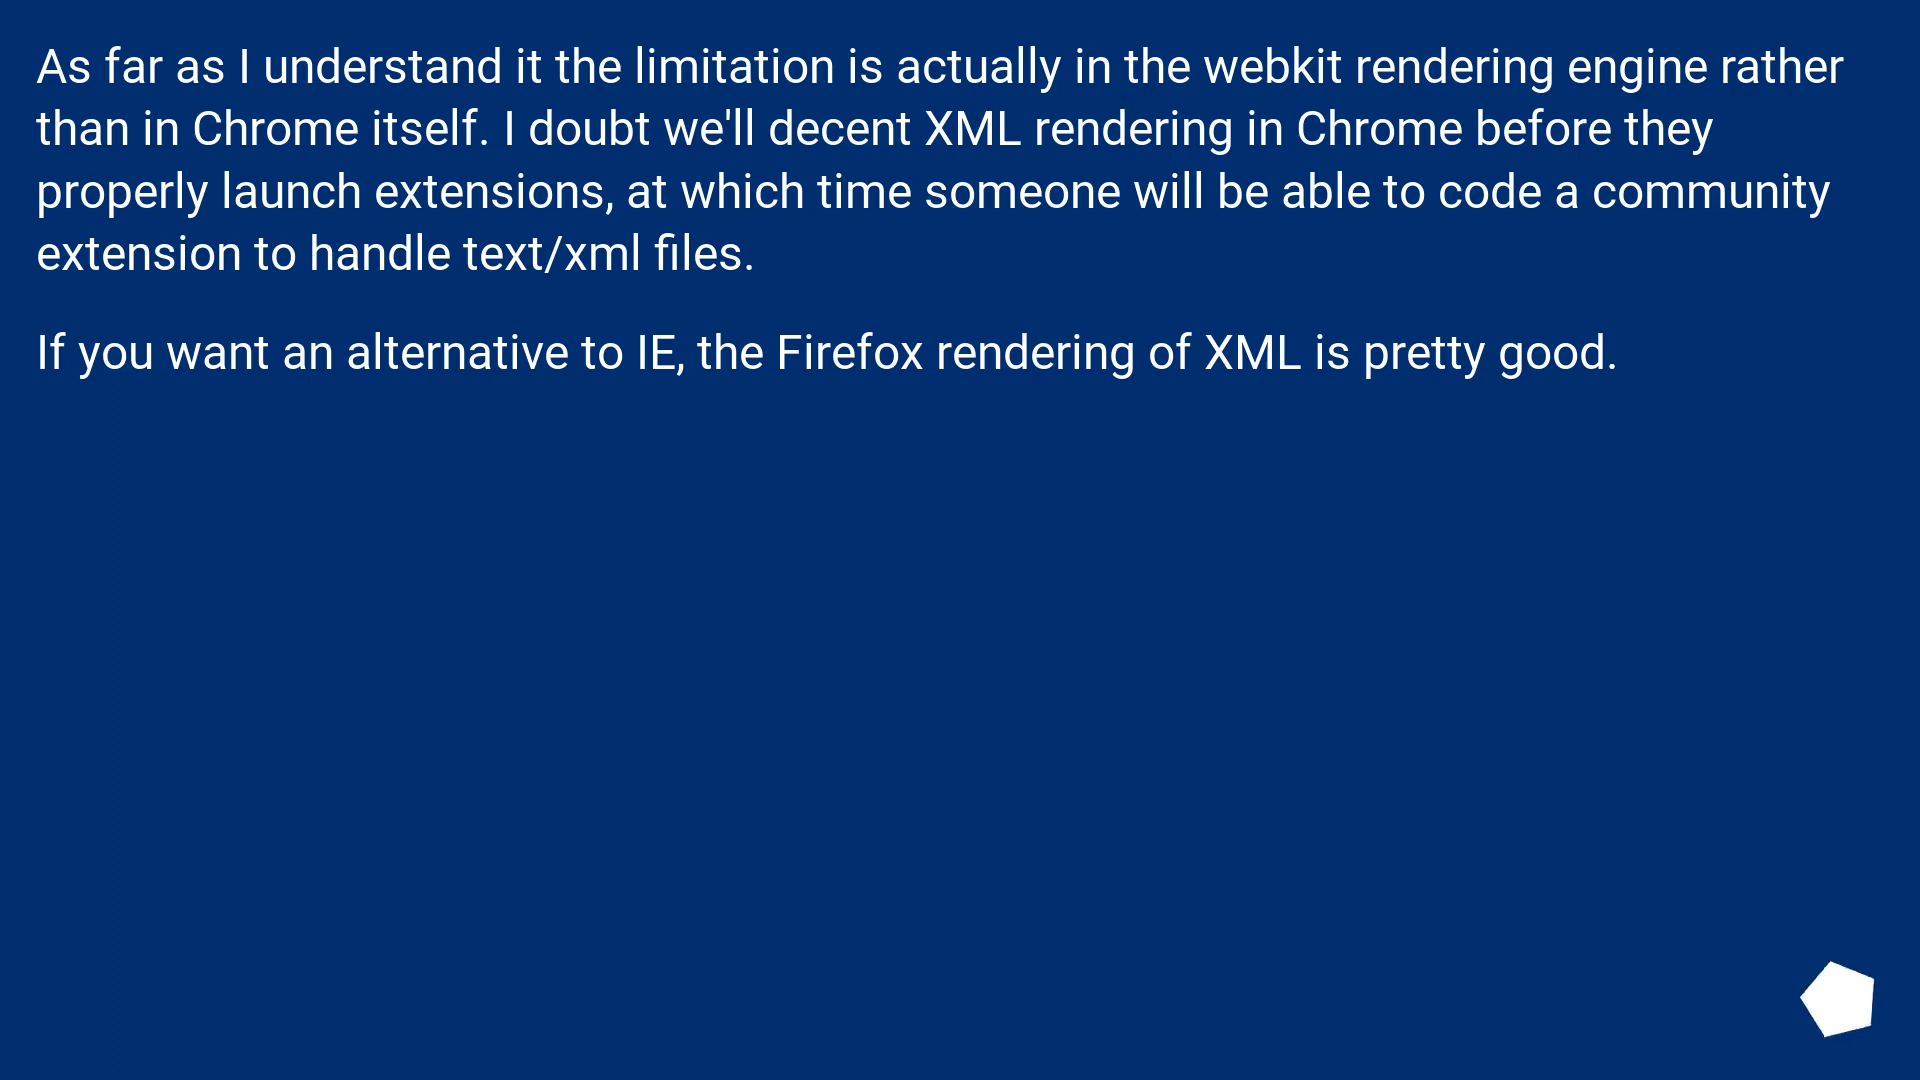 As far as I understand it the limitation is actually in the webkit rendering engine rather
than in Chrome itself. I doubt we'll decent XML rendering in Chrome before they
properly launch extensions, at which time someone will be able to code a community
extension to handle text/xml files.
If you want an alternative to IE, the Firefox rendering of XML is pretty good.